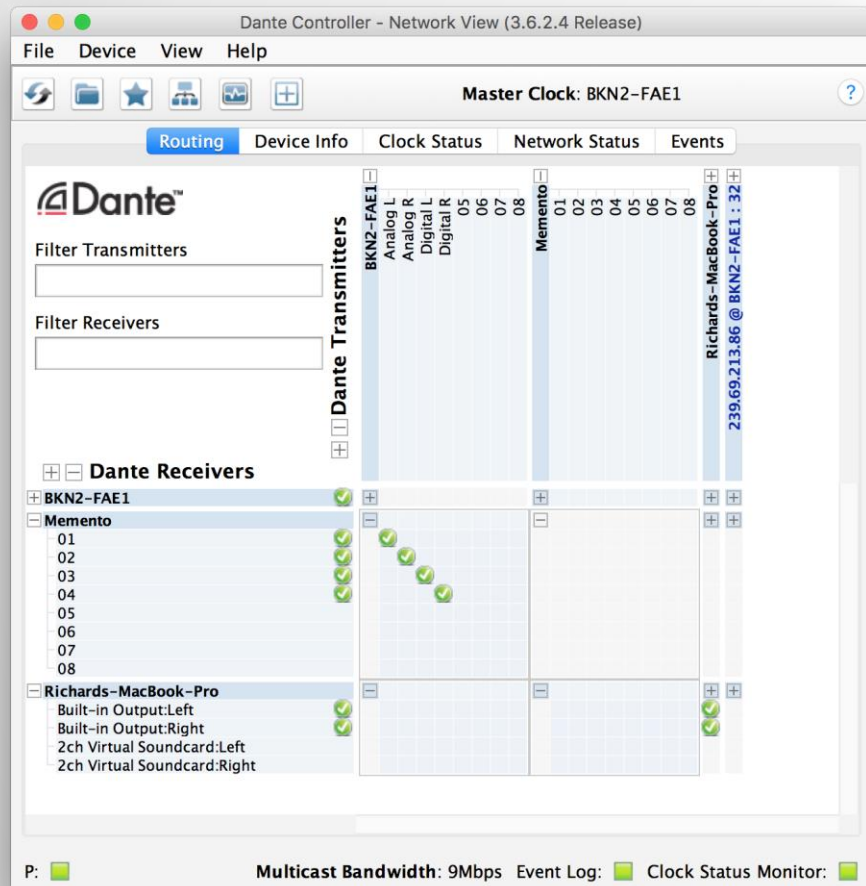 Dante Controller - Network View (3.6.2.4 Release)
File Device View Help
Master Clock: BKN2-FAE1
?
Routing Device Info Clock Status Network Status Events
Dante™
Filter Transmitters
Filter Receivers
Dante Transmitters
Dante Receivers
BKN2-FAE1
Analog L
Analog R
Digital L
Digital R
05
06
07
08
Memento
01
02
03
04
05
06
07
08
Richards-MacBook-Pro
239.69.213.86 @ BKN2-FAE1 : 32
BKN2-FAE1
Memento
01
02
03
04
05
06
07
08
Richards-MacBook-Pro
Built-in Output:Left
Built-in Output:Right
2ch Virtual Soundcard:Left
2ch Virtual Soundcard:Right
P: Multicast Bandwidth: 9Mbps Event Log: Clock Status Monitor: